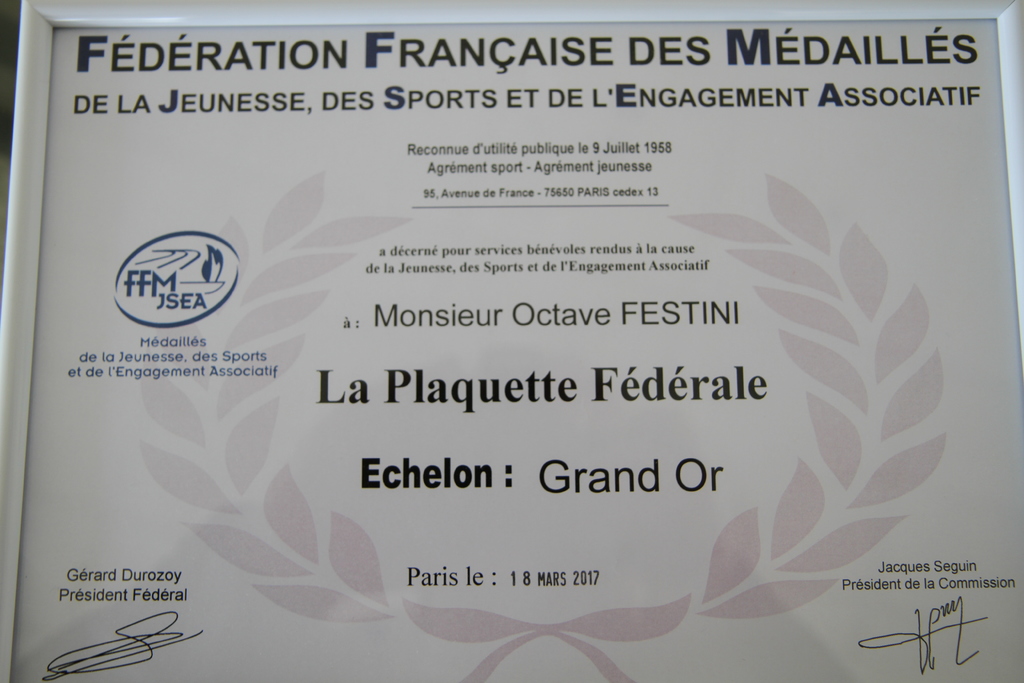 FÉDÉRATION FRANÇAISE DES MÉDAILLÉS
DE LA JEUNESSE, DES SPORTS ET DE L'ENGAGEMENT ASSOCIATIF
Reconnue d'utilité publique le 9 Juillet 1958
Agrément sport - Agrément jeunesse
95, Avenue de France - 75650 PARIS cedex 13
a décerné pour services bénévoles rendus à la cause
de la Jeunesse, des Sports et de l'Engagement Associatif
FFM
JSEA
Médaillés
de la Jeunesse, des Sports
et de l'Engagement Associatif
à : Monsieur Octave FESTINI
La Plaquette Fédérale
Echelon : Grand Or
Paris le : 18 MARS 2017
Gérard Durozoy
Président Fédéral
Jacques Seguin
Président de la Commission